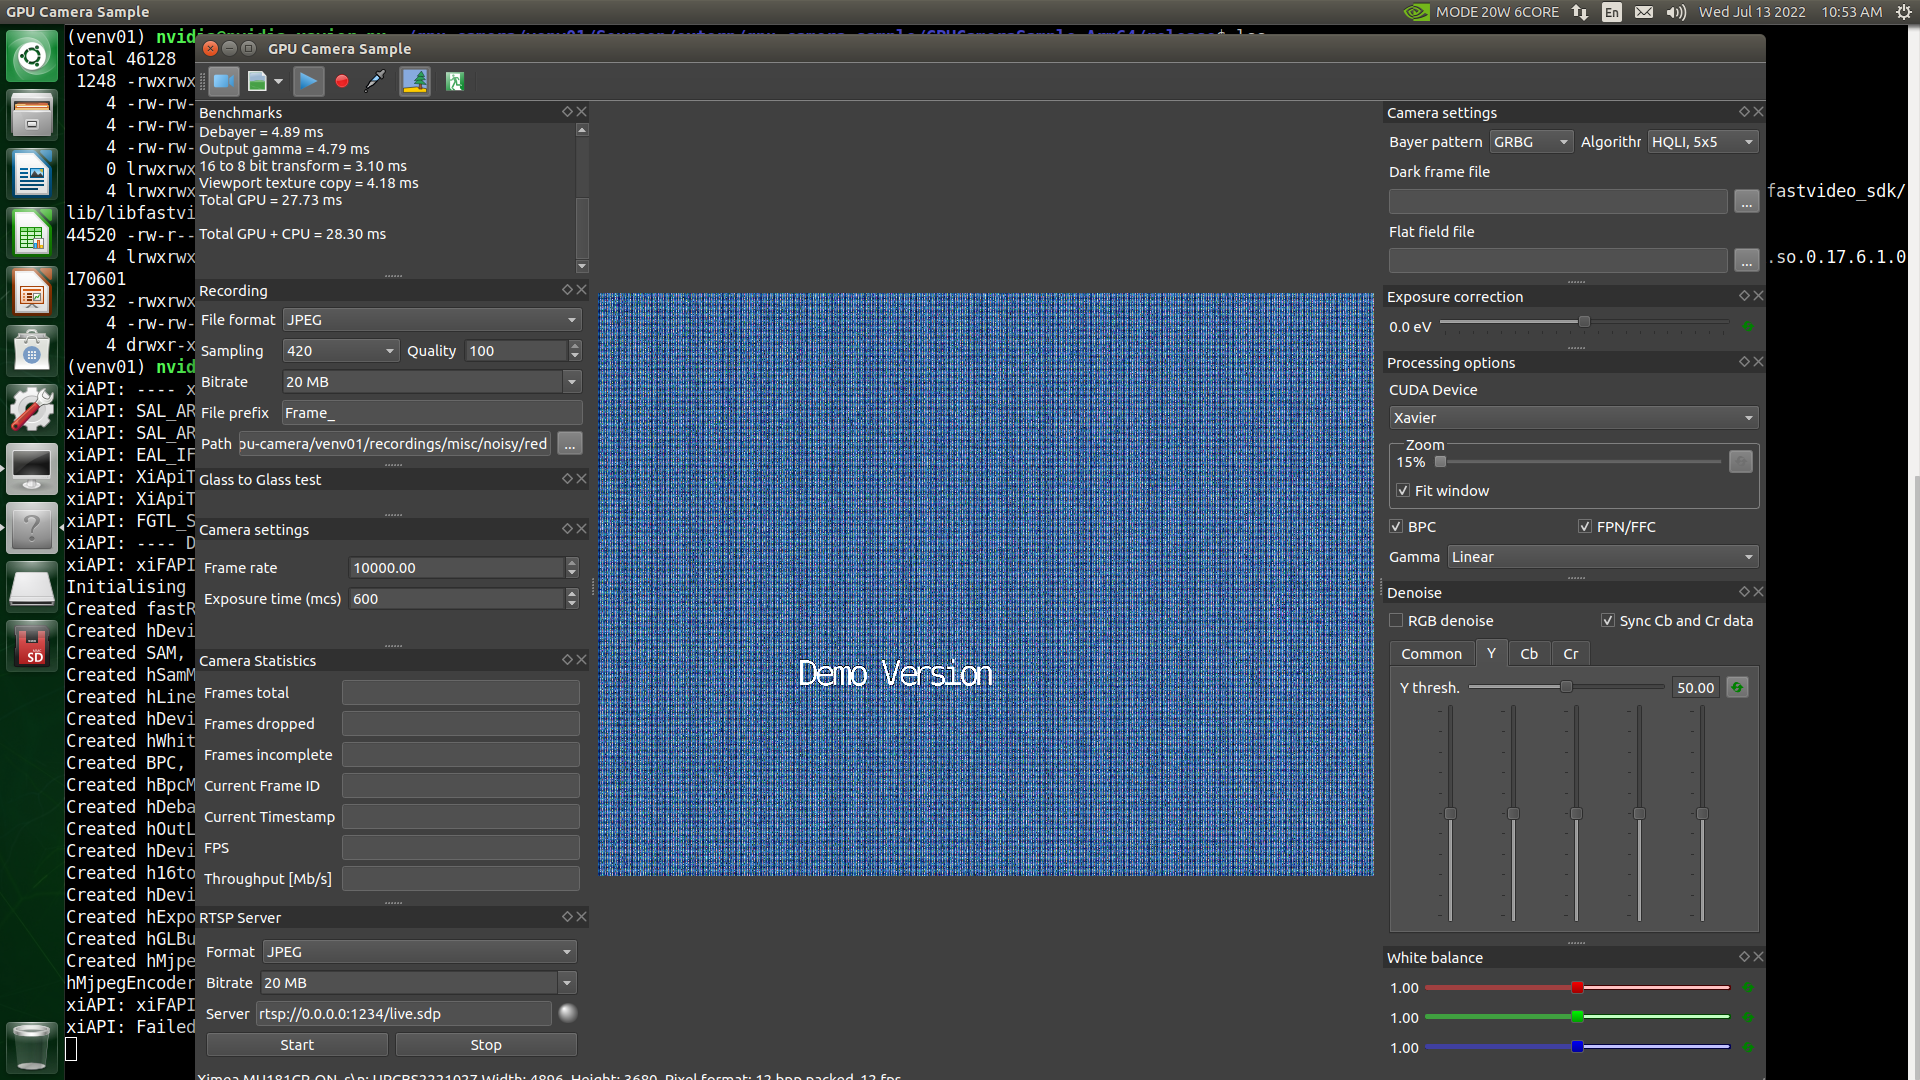 GPU Camera Sample
MODE 20W 6CORE
En
Wed Jul 13 2022
10:53 AM
(venv01)
total 46128
1248 -rwxrwx
4 -rw-rw-
4 -rw-rw-
4 -rw-rw-
0 lrwxrwx
4 lrwxrwx
fastvideo_sdk/
lib/libfastvi
44520 -rw-r--
4 lrwxrwx
.so.0.17.6.1.0
170601
332 -rwxrwx
4 -rw-rw-
4 drwxr-x
(venv01) nvid
xiAPI: ---- x
xiAPI: SAL_AR
xiAPI: SAL_AR
xiAPI: EAL_IF
xiAPI: XiApiT
xiAPI: XiApiT
xiAPI: FGTL_S
xiAPI: ---- D
xiAPI: xiFAPI
Initialising
Created fastR
Created hDevi
Created SAM,
Created hSamM
Created hLine
Created hDevi
Created hWhit
Created BPC,
Created hBpcM
Created hDeba
Created hOutL
Created hDevi
Created h16to
Created hDevi
Created hExpo
Created hGLBu
Created hMjpe
hMjpegEncoder
xiAPI: xiFAPI
xiAPI: Failed
SD
GPU Camera Sample
Benchmarks
Debayer = 4.89 ms
Output gamma = 4.79 ms
16 to 8 bit transform = 3.10 ms
Viewport texture copy = 4.18 ms
Total GPU = 27.73 ms
Total GPU + CPU = 28.30 ms
Recording
File format JPEG
Sampling 420 Quality 100
Bitrate 20 MB
File prefix Frame_
Path pu-camera/venv01/recordings/misc/noisy/red ...
Glass to Glass test
Camera settings
Frame rate 10000.00
Exposure time (mcs) 600
Camera Statistics
Frames total
Frames dropped
Frames incomplete
Current Frame ID
Current Timestamp
FPS
Throughput [Mb/s]
RTSP Server
Format JPEG
Bitrate 20 MB
Server rtsp://0.0.0.0:1234/live.sdp
Start Stop
Ximea MU181CR-ON, s\n: UPCBS2221027 Width: 4896, Height: 3680, Pixel format: 12 bpp packed, 12 fps
Demo Version
Camera settings
Bayer pattern GRBG Algorithr HQLI, 5x5
Dark frame file
...
Flat field file
...
Exposure correction
0.0 eV
Processing options
CUDA Device
Xavier
Zoom
15%
Fit window
BPC FPN/FFC
Gamma Linear
Denoise
RGB denoise Sync Cb and Cr data
Common Y Cb Cr
Y thresh. 50.00
White balance
1.00
1.00
1.00